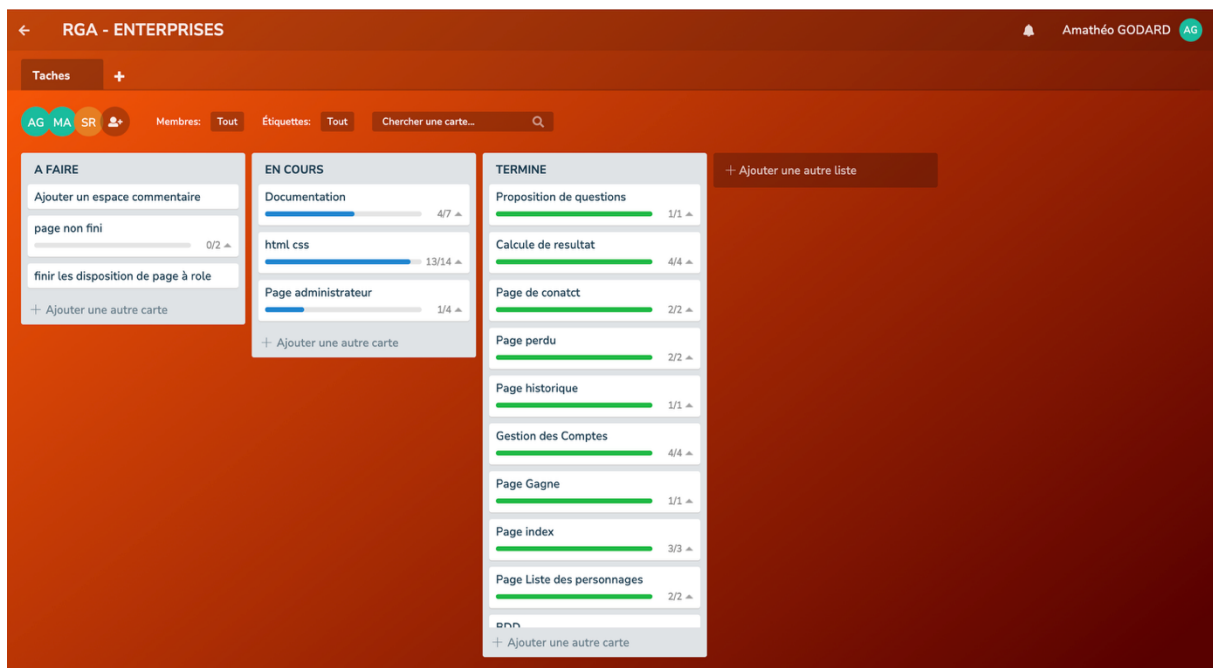 RGA - ENTERPRISES
Amathéo GODARD AG
Taches
AG MA SR
Membres: Tout Étiquettes: Tout Chercher une carte...
A FAIRE
Ajouter un espace commentaire
page non fini
0/2
finir les disposition de page à role
+ Ajouter une autre carte
EN COURS
Documentation
4/7
html css
13/14
Page administrateur
1/4
+ Ajouter une autre carte
TERMINE
Proposition de questions
1/1
Calcule de resultat
4/4
Page de conatct
2/2
Page perdu
2/2
Page historique
1/1
Gestion des Comptes
4/4
Page Gagne
1/1
Page index
3/3
Page Liste des personnages
2/2
BDD
+ Ajouter une autre carte
+ Ajouter une autre liste